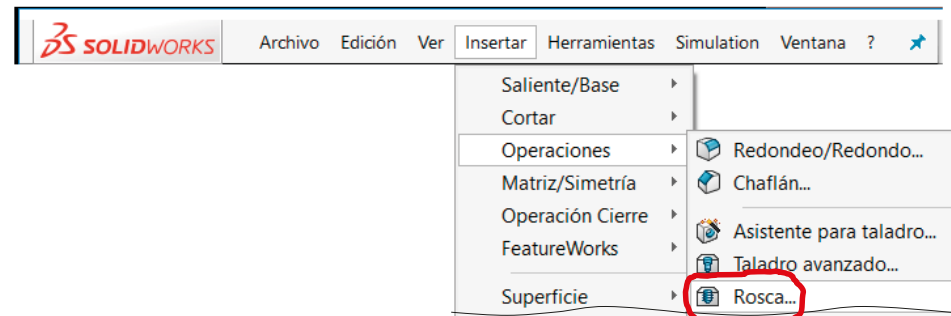 SOLIDWORKS Archivo Edición Ver Insertar Herramientas Simulation Ventana ?
Saliente/Base
Cortar
Operaciones
Matriz/Simetría
Operación Cierre
FeatureWorks
Superficie
Redondeo/Redondo...
Chaflán...
Asistente para taladro...
Taladro avanzado...
Rosca...